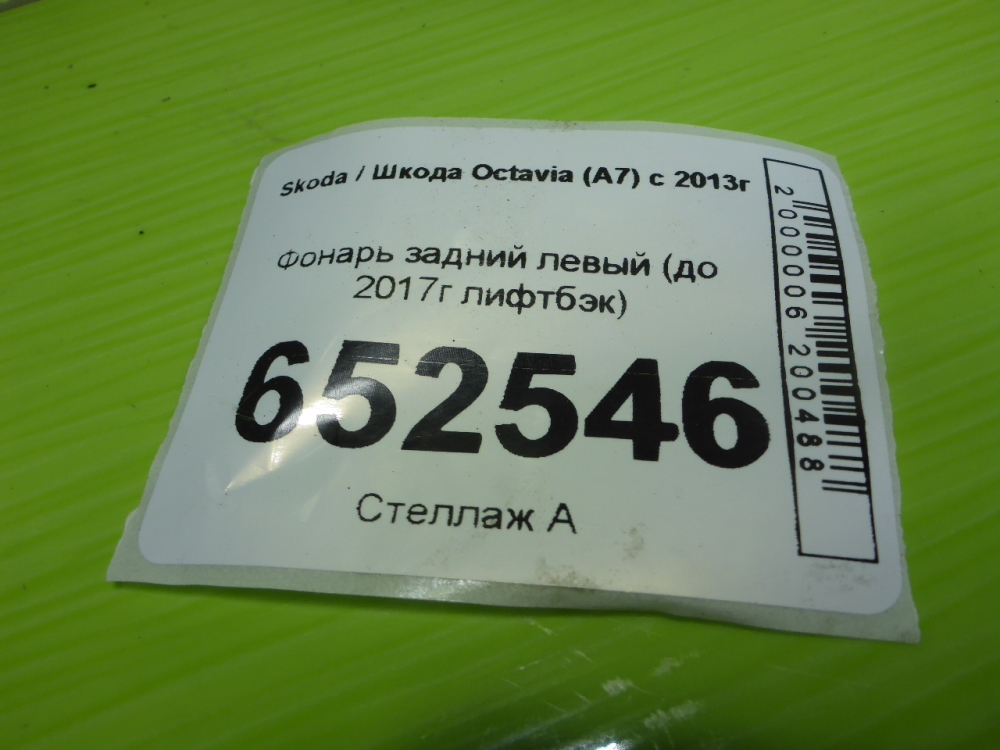 Skoda / Шкода Octavia (A7) с 2013г
Фонарь задний левый (до
2017г лифтбэк)
652546
Стеллаж А
2000006200488